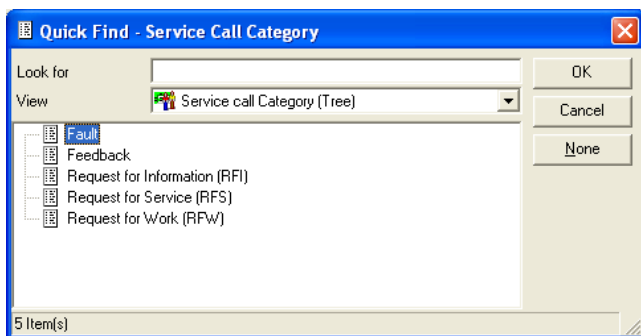 Quick Find - Service Call Category
Look for
OK
View
Service call Category (Tree)
Cancel
None
Fault
Feedback
Request for Information (RFI)
Request for Service (RFS)
Request for Work (RFW)
5 Item(s)